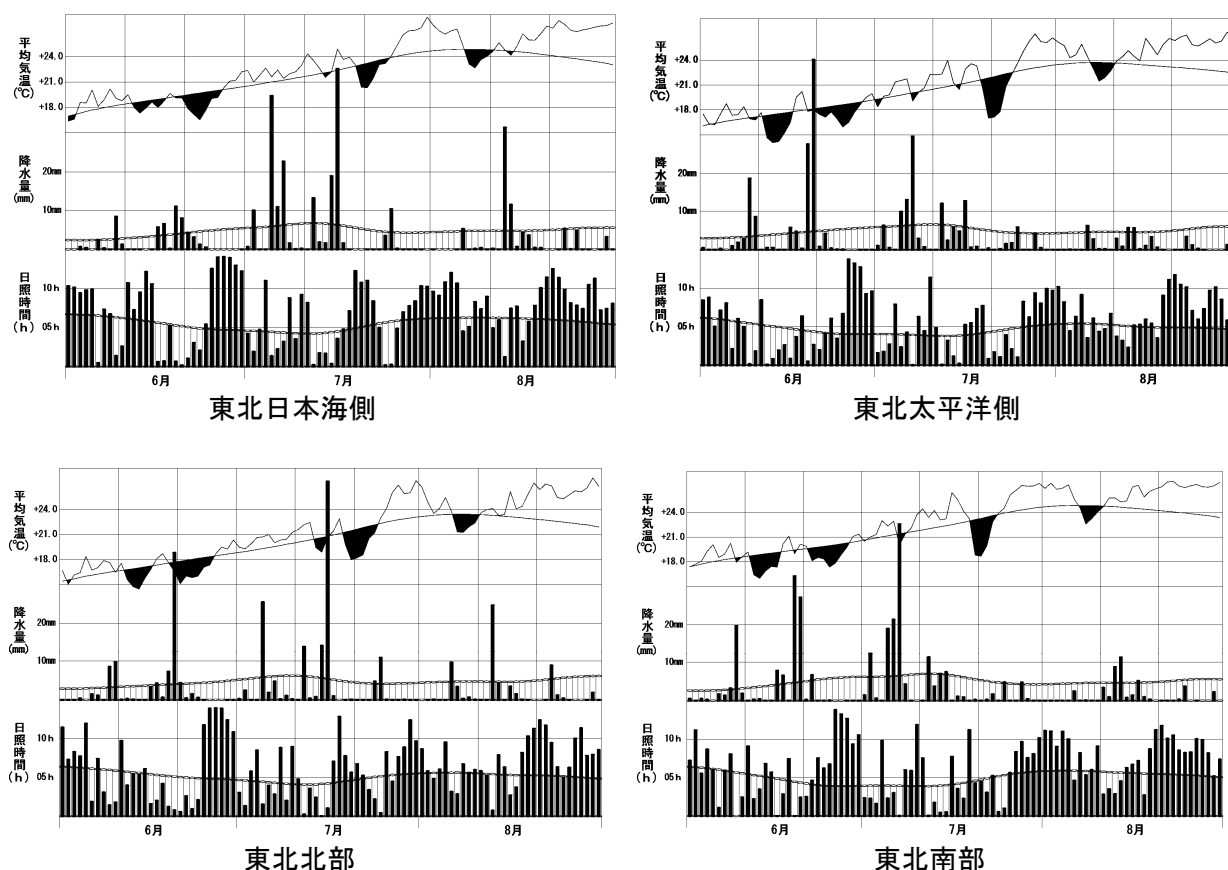 平均気温(℃)
+24.0
+21.0
+18.0
降水量(mm)
20mm
10mm
日照時間(h)
10h
05h
6月 7月 8月
東北日本海側
平均気温(℃)
+24.0
+21.0
+18.0
降水量(mm)
20mm
10mm
日照時間(h)
10h
05h
6月 7月 8月
東北太平洋側
平均気温(℃)
+24.0
+21.0
+18.0
降水量(mm)
20mm
10mm
日照時間(h)
10h
05h
6月 7月 8月
東北北部
平均気温(℃)
+24.0
+21.0
+18.0
降水量(mm)
20mm
10mm
日照時間(h)
10h
05h
6月 7月 8月
東北南部